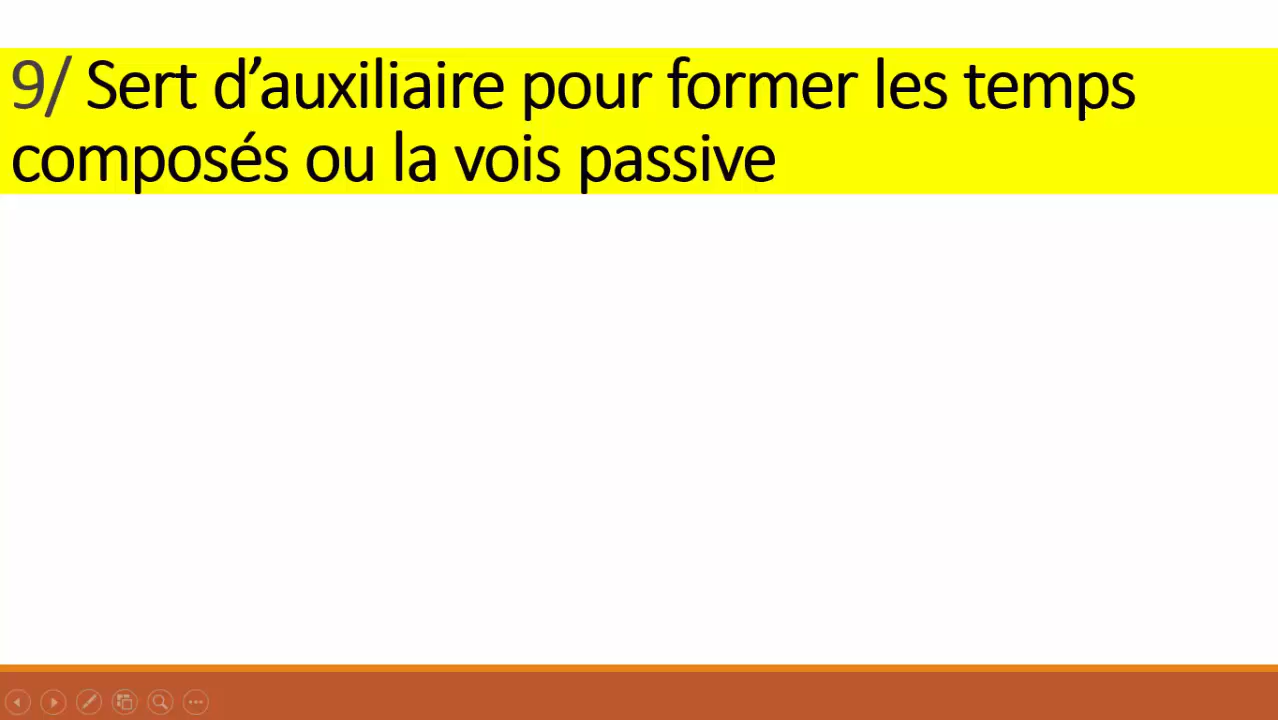 9/ Sert d’auxiliaire pour former les temps
composés ou la vois passive